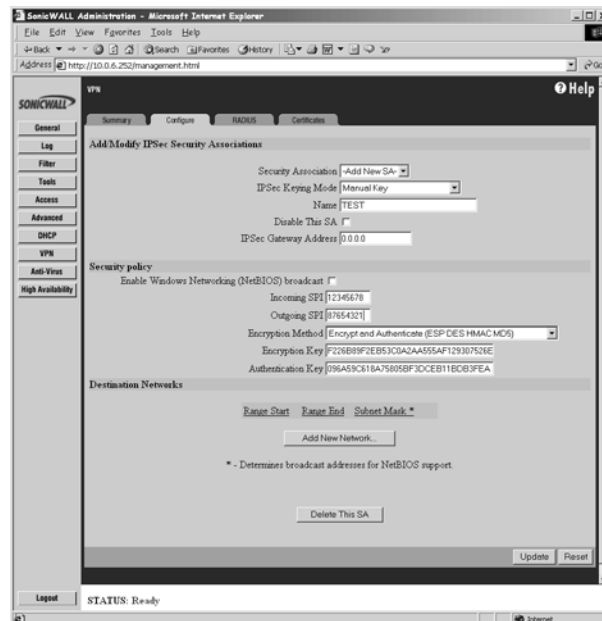 SonicWALL Administration - Microsoft Internet Explorer
File Edit View Favorites Tools Help
Back Search Favorites History
Address http://10.0.6.252/management.html Go
SONICWALL
VPN
Help
Summary Configure RADIUS Certificates
General
Log
Filter
Tools
Access
Advanced
DHCP
VPN
Anti-Virus
High Availability
Logout
Add/Modify IPSec Security Associations
Security Association -Add New SA-
IPSec Keying Mode Manual Key
Name TEST
Disable This SA
IPSec Gateway Address 0.0.0.0
Security policy
Enable Windows Networking (NetBIOS) broadcast
Incoming SPI 12345678
Outgoing SPI 87654321
Encryption Method Encrypt and Authenticate (ESP DES HMAC MD5)
Encryption Key F226B89F2EB53C0A2AA555AF129307526E
Authentication Key 096A59C618A75805BF3DCEB11BDB3FEA
Destination Networks
Range Start Range End Subnet Mask *
Add New Network...
* - Determines broadcast addresses for NetBIOS support.
Delete This SA
Update Reset
STATUS: Ready
Internet